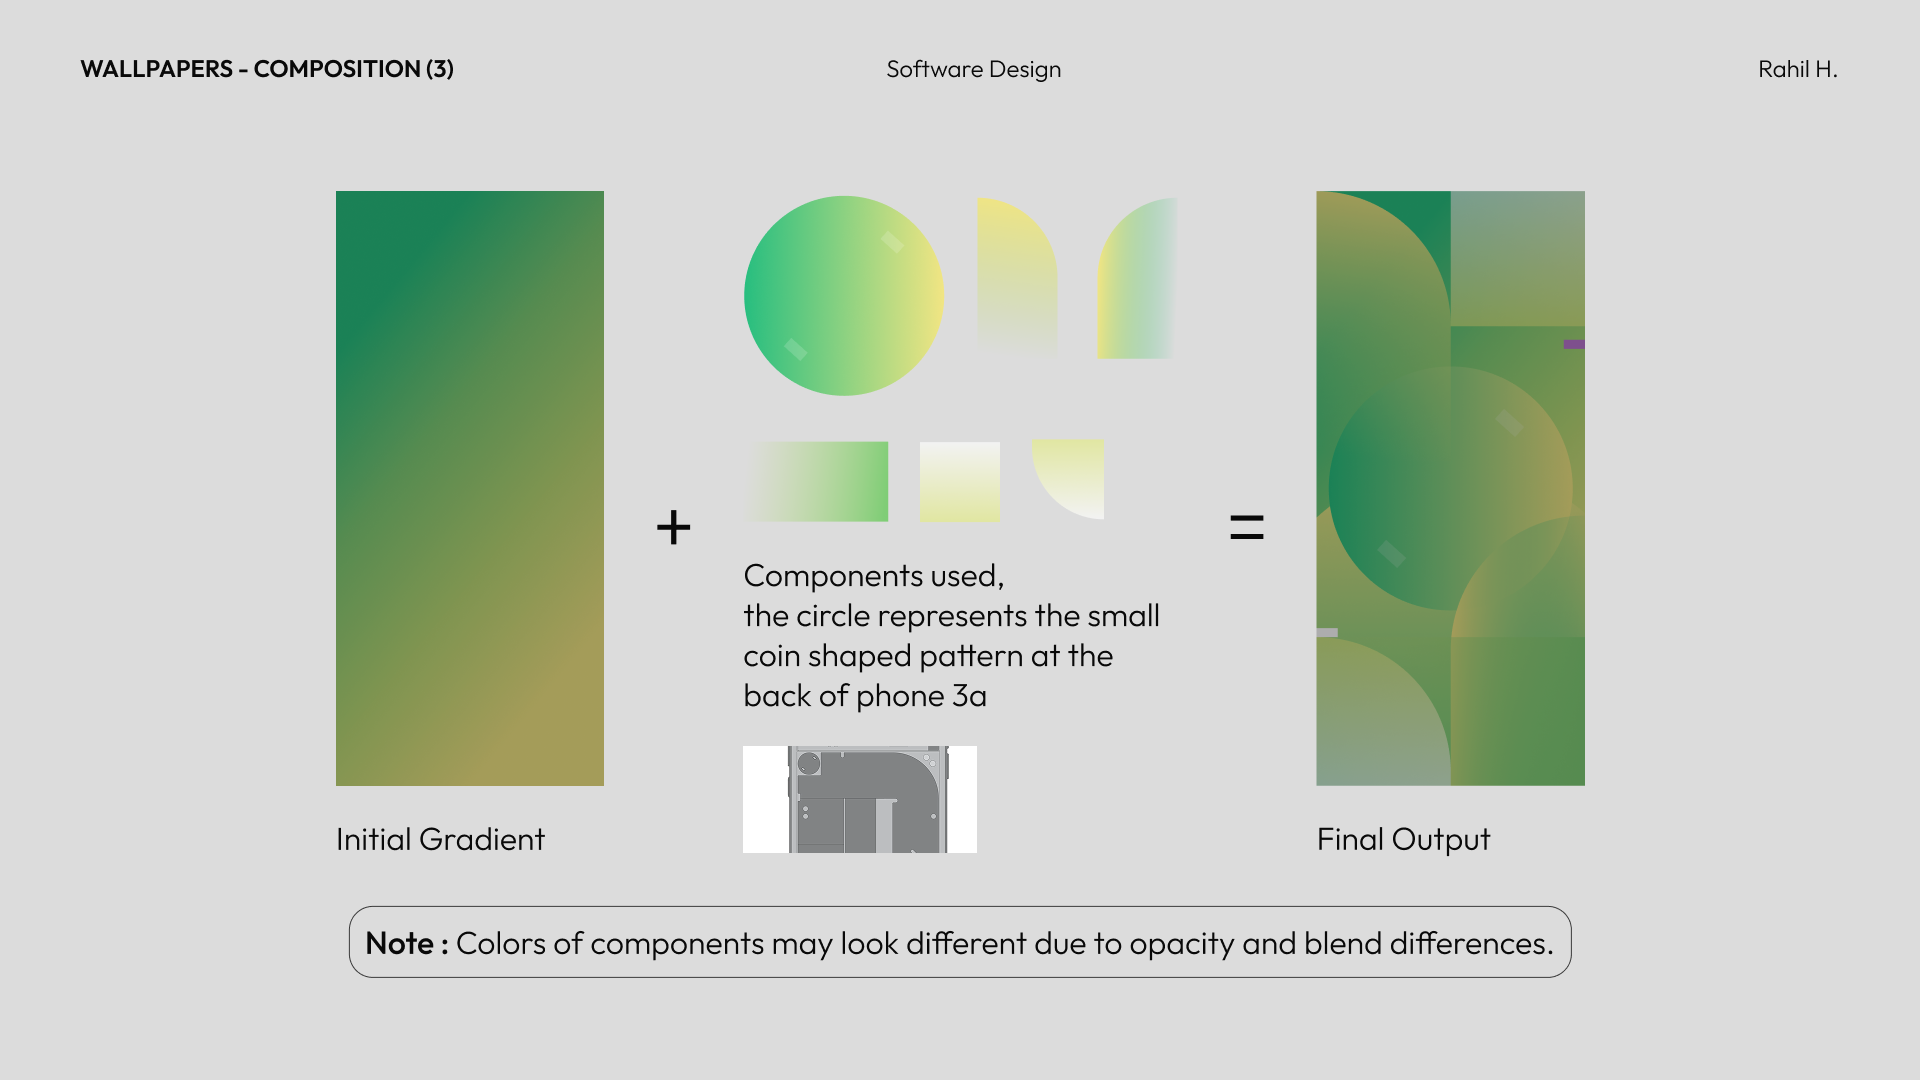 WALLPAPERS - COMPOSITION (3)
Software Design
Rahil H.
+
=
Components used,
the circle represents the small
coin shaped pattern at the
back of phone 3a
Initial Gradient
Final Output
Note : Colors of components may look different due to opacity and blend differences.